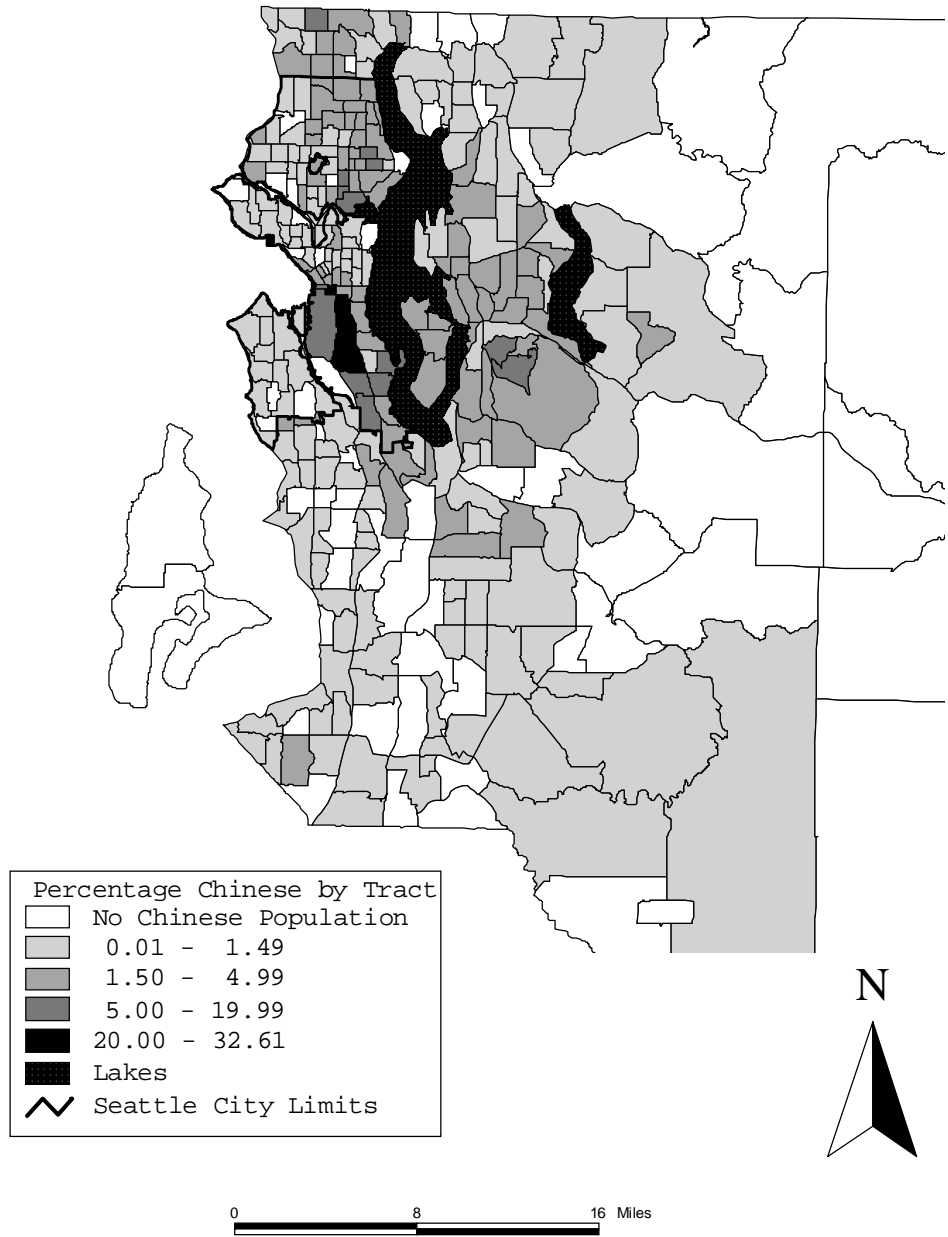 Percentage Chinese by Tract
No Chinese Population
0.01 - 1.49
1.50 - 4.99
5.00 - 19.99
20.00 - 32.61
Lakes
Seattle City Limits
N
0 8 16 Miles